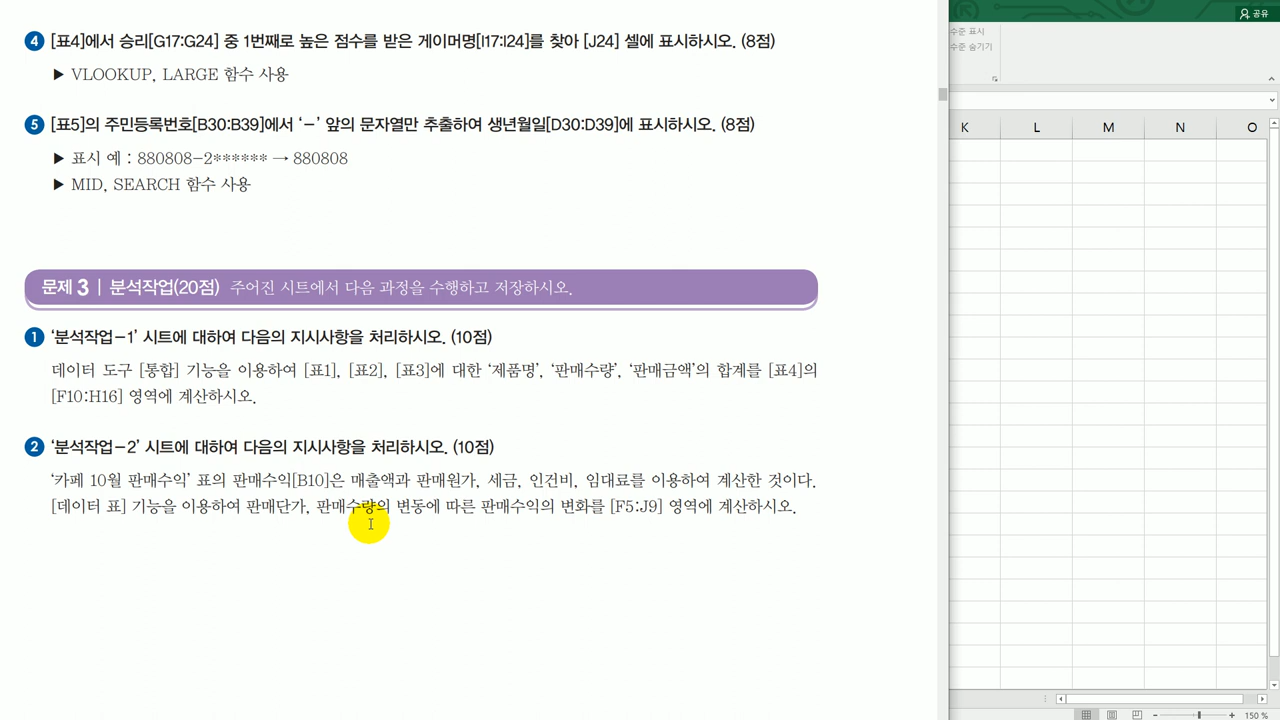 4 [표4]에서 승리[G17:G24] 중 1번째로 높은 점수를 받은 게이머명[I17:I24]를 찾아 [J24] 셀에 표시하시오. (8점)
▶ VLOOKUP, LARGE 함수 사용
5 [표5]의 주민등록번호[B30:B39]에서 ‘－’ 앞의 문자열만 추출하여 생년월일[D30:D39]에 표시하시오. (8점)
▶ 표시 예 : 880808-2****** → 880808
▶ MID, SEARCH 함수 사용
문제 3 | 분석작업(20점) 주어진 시트에서 다음 과정을 수행하고 저장하시오.
1 ‘분석작업－1’ 시트에 대하여 다음의 지시사항을 처리하시오. (10점)
데이터 도구 [통합] 기능을 이용하여 [표1], [표2], [표3]에 대한 ‘제품명’, ‘판매수량’, ‘판매금액’의 합계를 [표4]의
[F10:H16] 영역에 계산하시오.
2 ‘분석작업－2’ 시트에 대하여 다음의 지시사항을 처리하시오. (10점)
‘카페 10월 판매수익’ 표의 판매수익[B10]은 매출액과 판매원가, 세금, 인건비, 임대료를 이용하여 계산한 것이다.
[데이터 표] 기능을 이용하여 판매단가, 판매수량의 변동에 따른 판매수익의 변화를 [F5:J9] 영역에 계산하시오.
공유
수준 표시
수준 숨기기
K L M N O
150 %